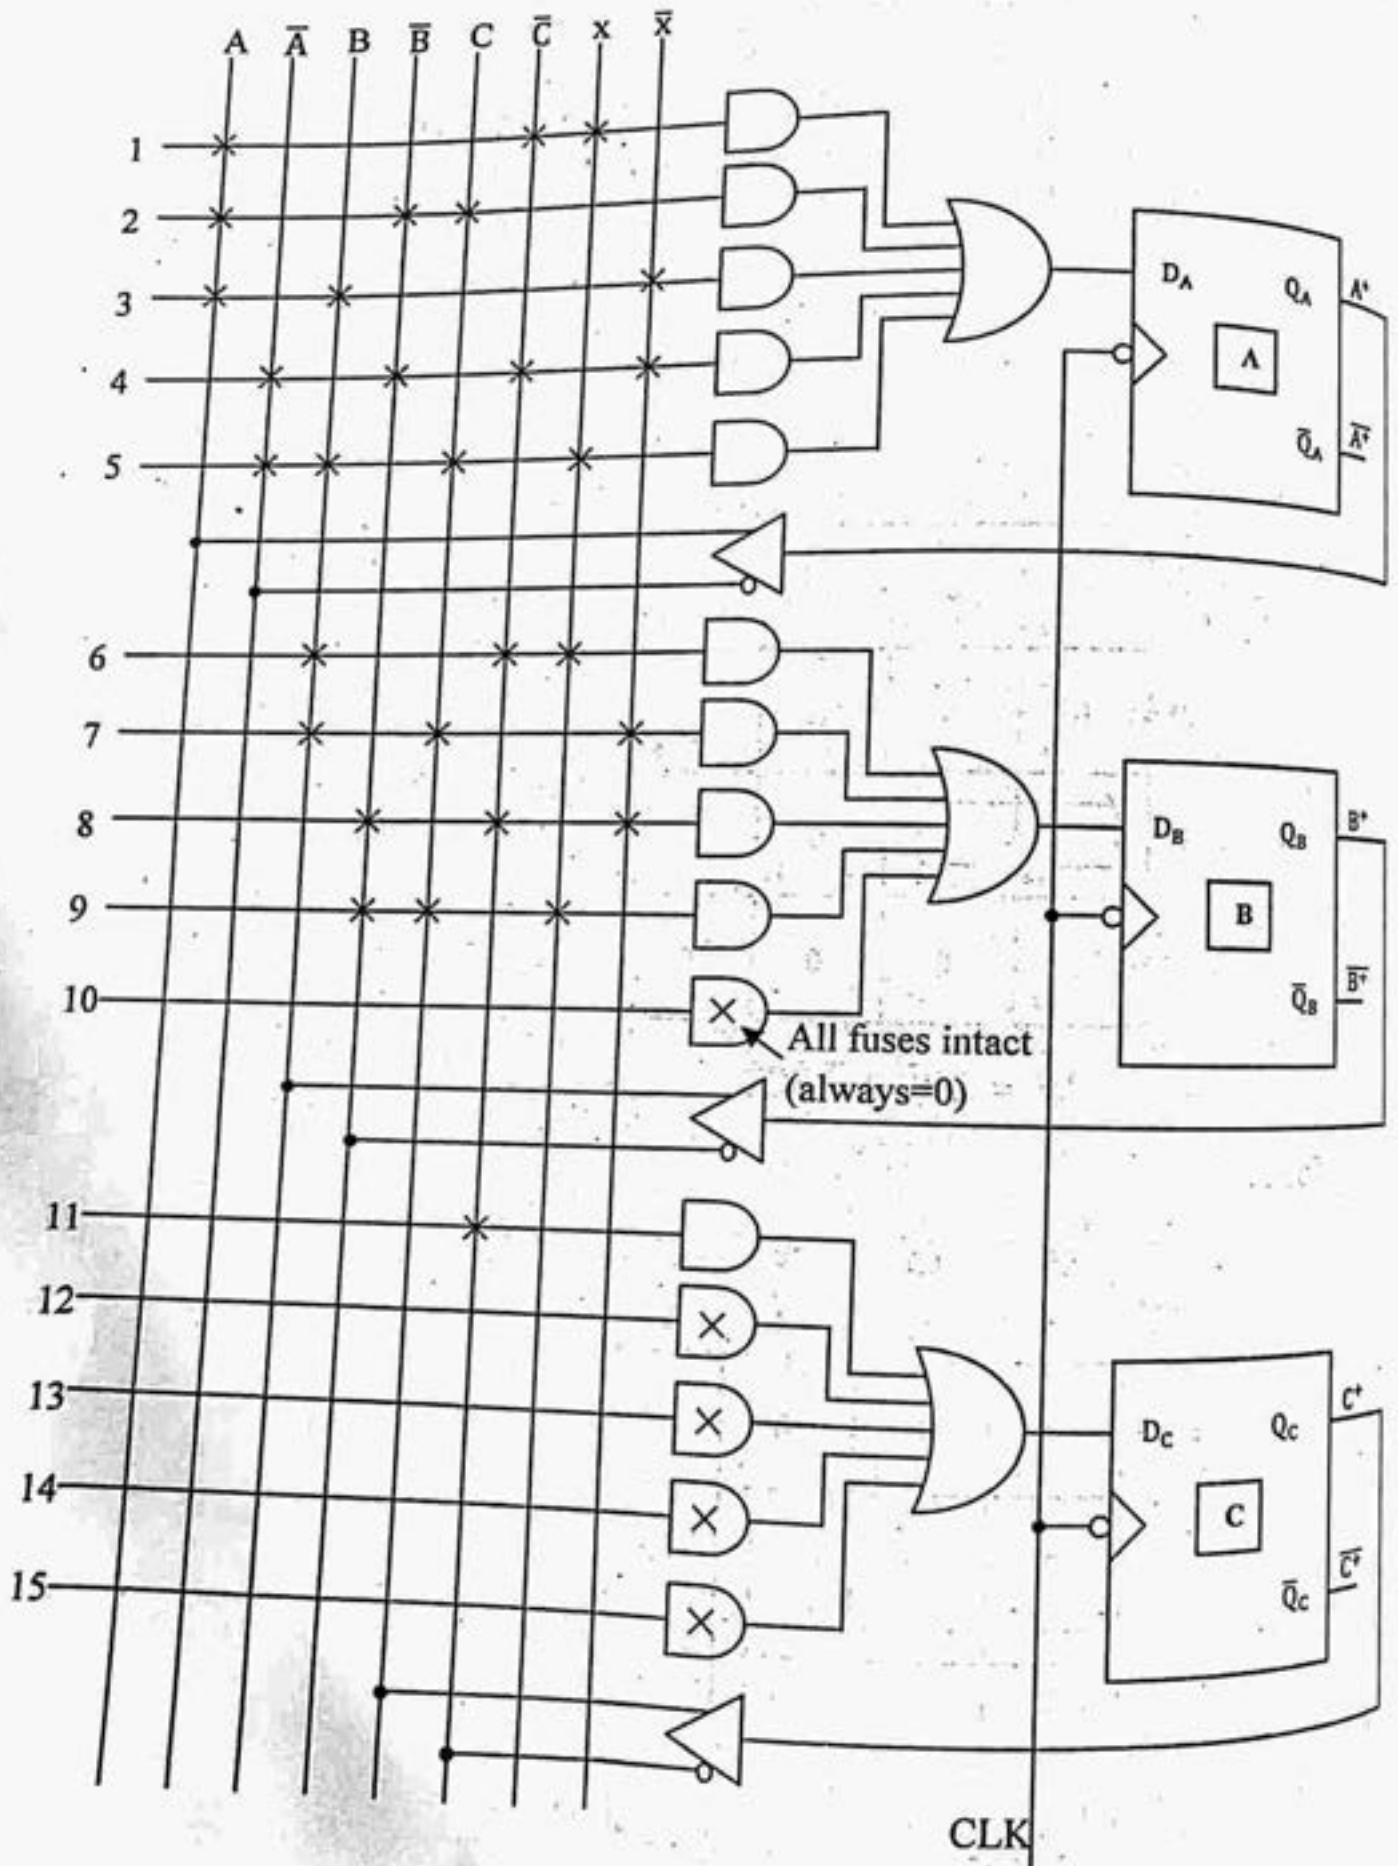 A A̅ B B̅ C C̅ x x̅
1
2
3
4
5
D_A Q_A A⁺
A
Q̅_A A̅⁺
6
7
8
9
10
D_B Q_B B⁺
B
Q̅_B B̅⁺
All fuses intact
(always=0)
11
12
13
14
15
D_C Q_C C⁺
C
Q̅_C C̅⁺
CLK